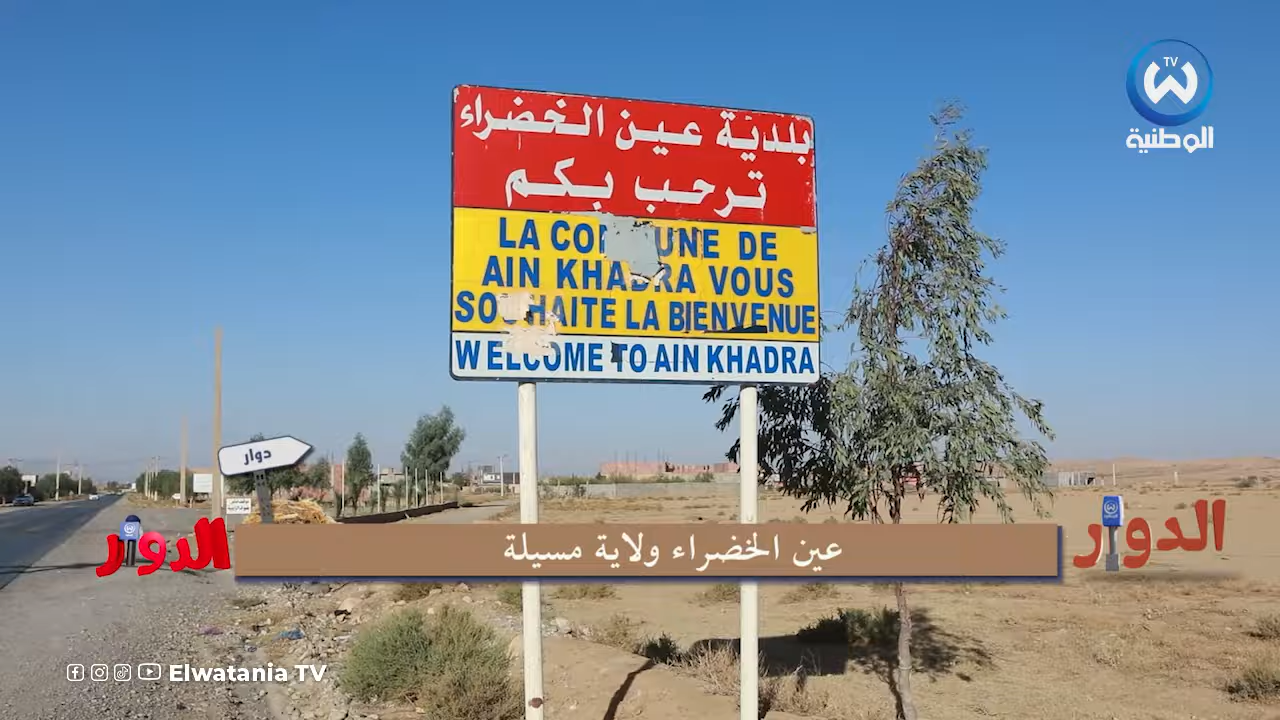 TV
الوطنية
بلدية عين الخضراء
ترحب بكم
LA COMMUNE DE
AIN KHADRA VOUS
SOUHAITE LA BIENVENUE
WELCOME TO AIN KHADRA
دوار
الدوار
عين الخضراء ولاية مسيلة
الدوار
Elwatania TV